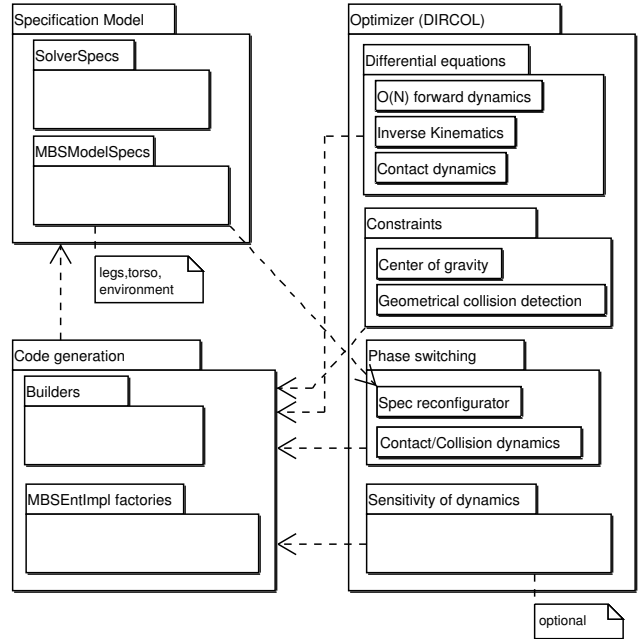 Specification Model
SolverSpecs
MBSModelSpecs
legs,torso,
environment
Code generation
Builders
MBSEntImpl factories
Optimizer (DIRCOL)
Differential equations
O(N) forward dynamics
Inverse Kinematics
Contact dynamics
Constraints
Center of gravity
Geometrical collision detection
Phase switching
Spec reconfigurator
Contact/Collision dynamics
Sensitivity of dynamics
optional